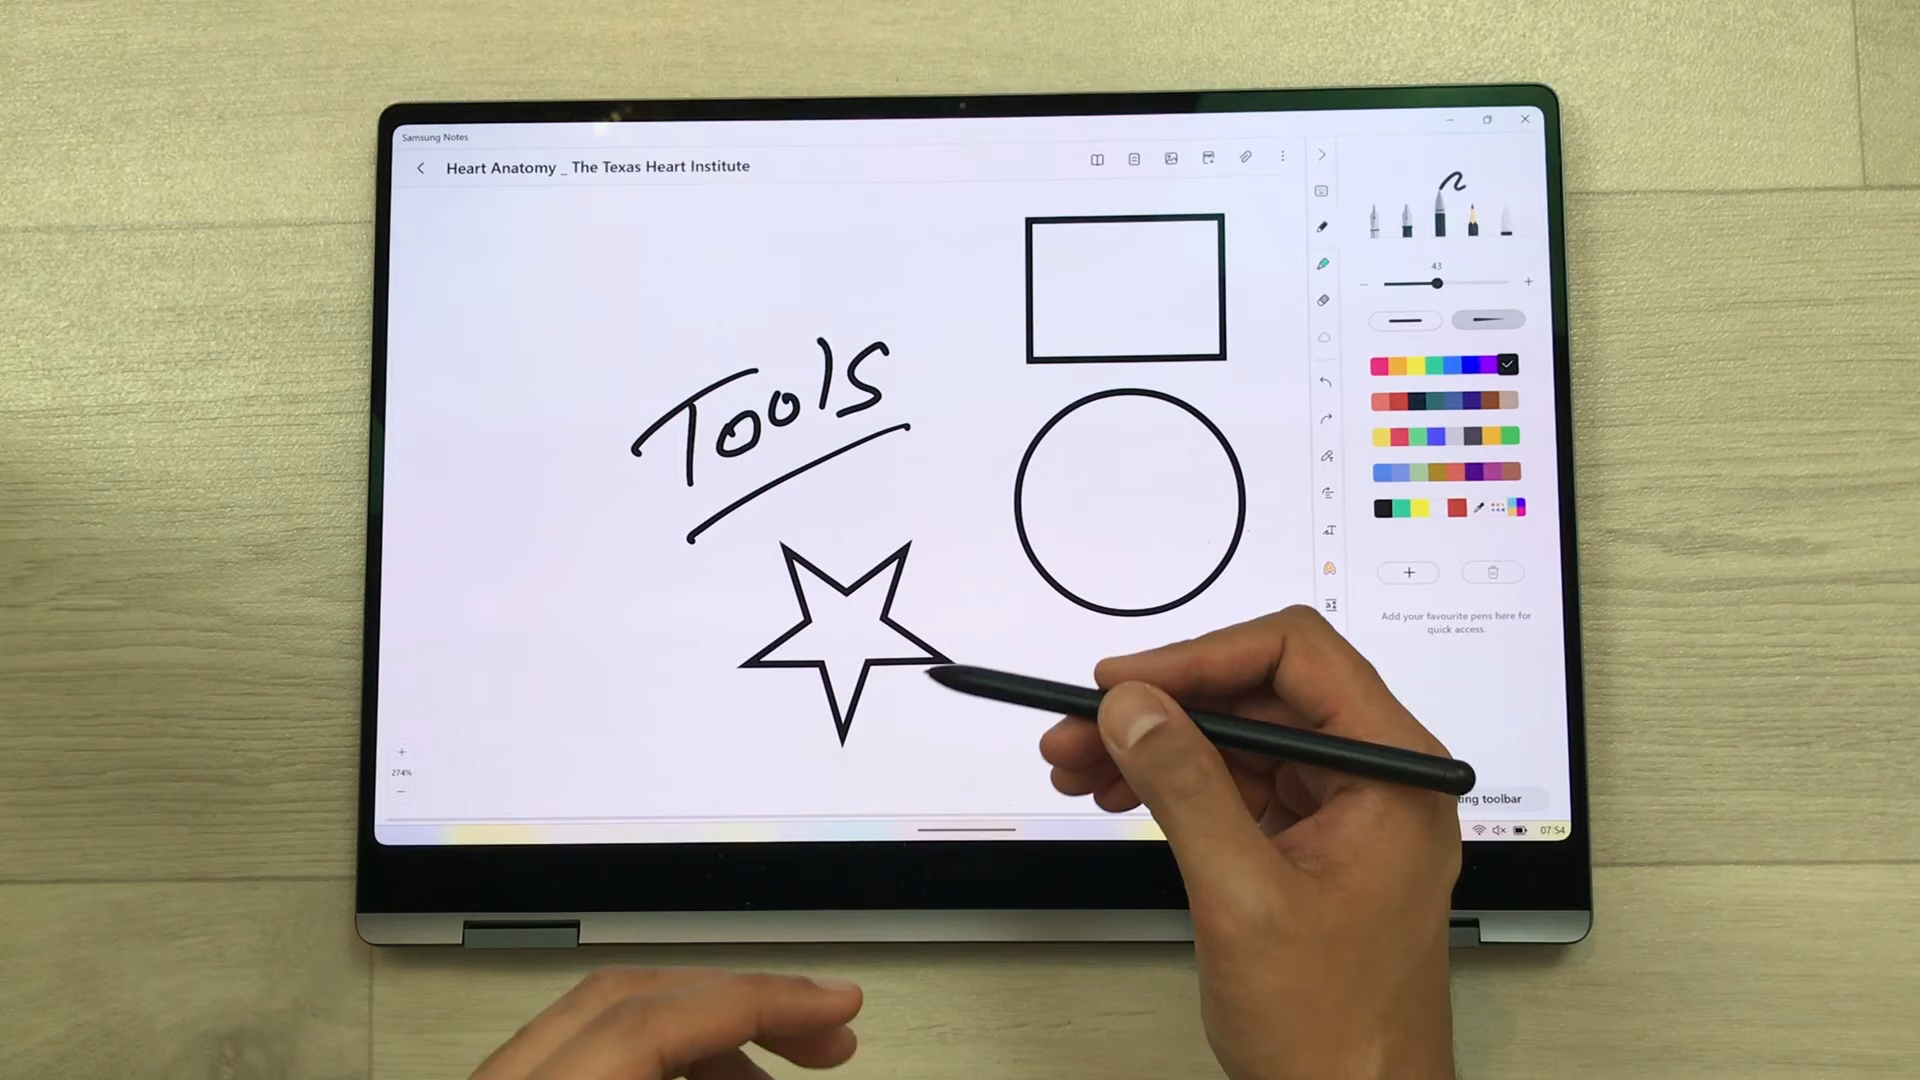 Samsung Notes
Heart Anatomy _ The Texas Heart Institute
43
Tools
Add your favourite pens here for
quick access.
274%
ting toolbar
07:54